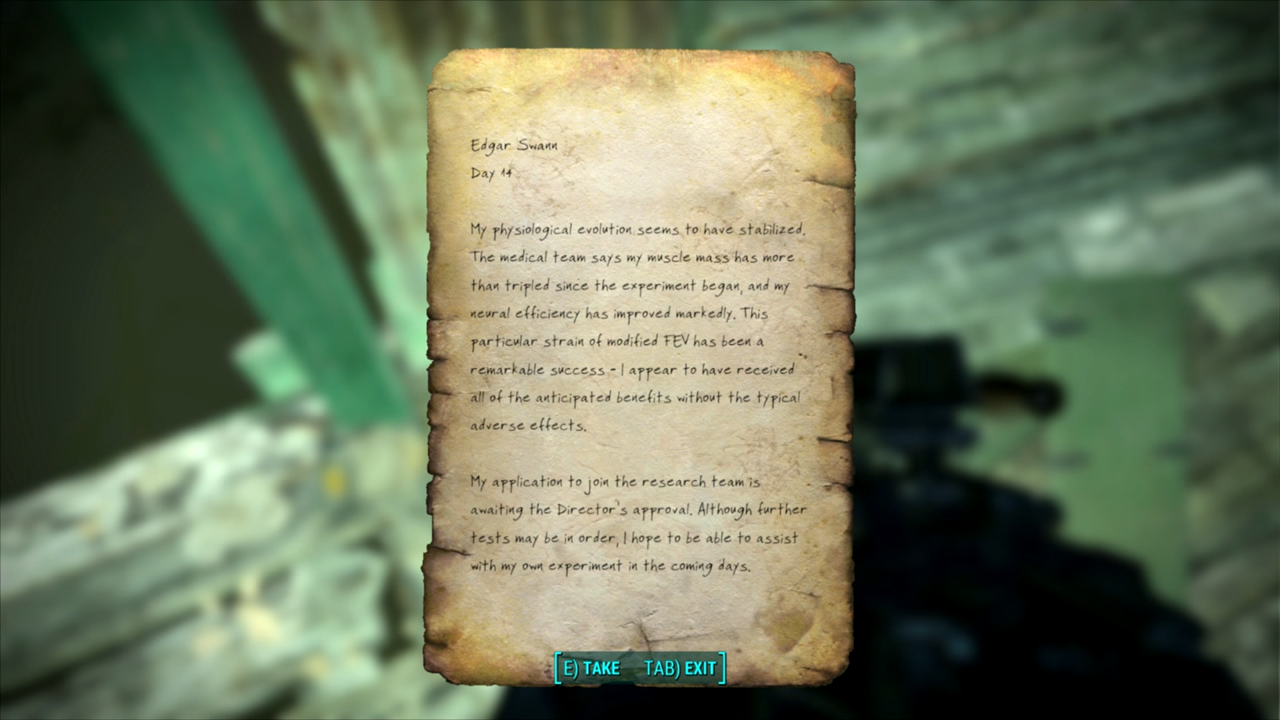 Edgar Swann
Day 14
My physiological evolution seems to have stabilized.
The medical team says my muscle mass has more
than tripled since the experiment began, and my
neural efficiency has improved markedly. This
particular strain of modified FEV has been a
remarkable success - I appear to have received
all of the anticipated benefits without the typical
adverse effects.
My application to join the research team is
awaiting the Director's approval. Although further
tests may be in order, I hope to be able to assist
with my own experiment in the coming days.
E) TAKE TAB) EXIT